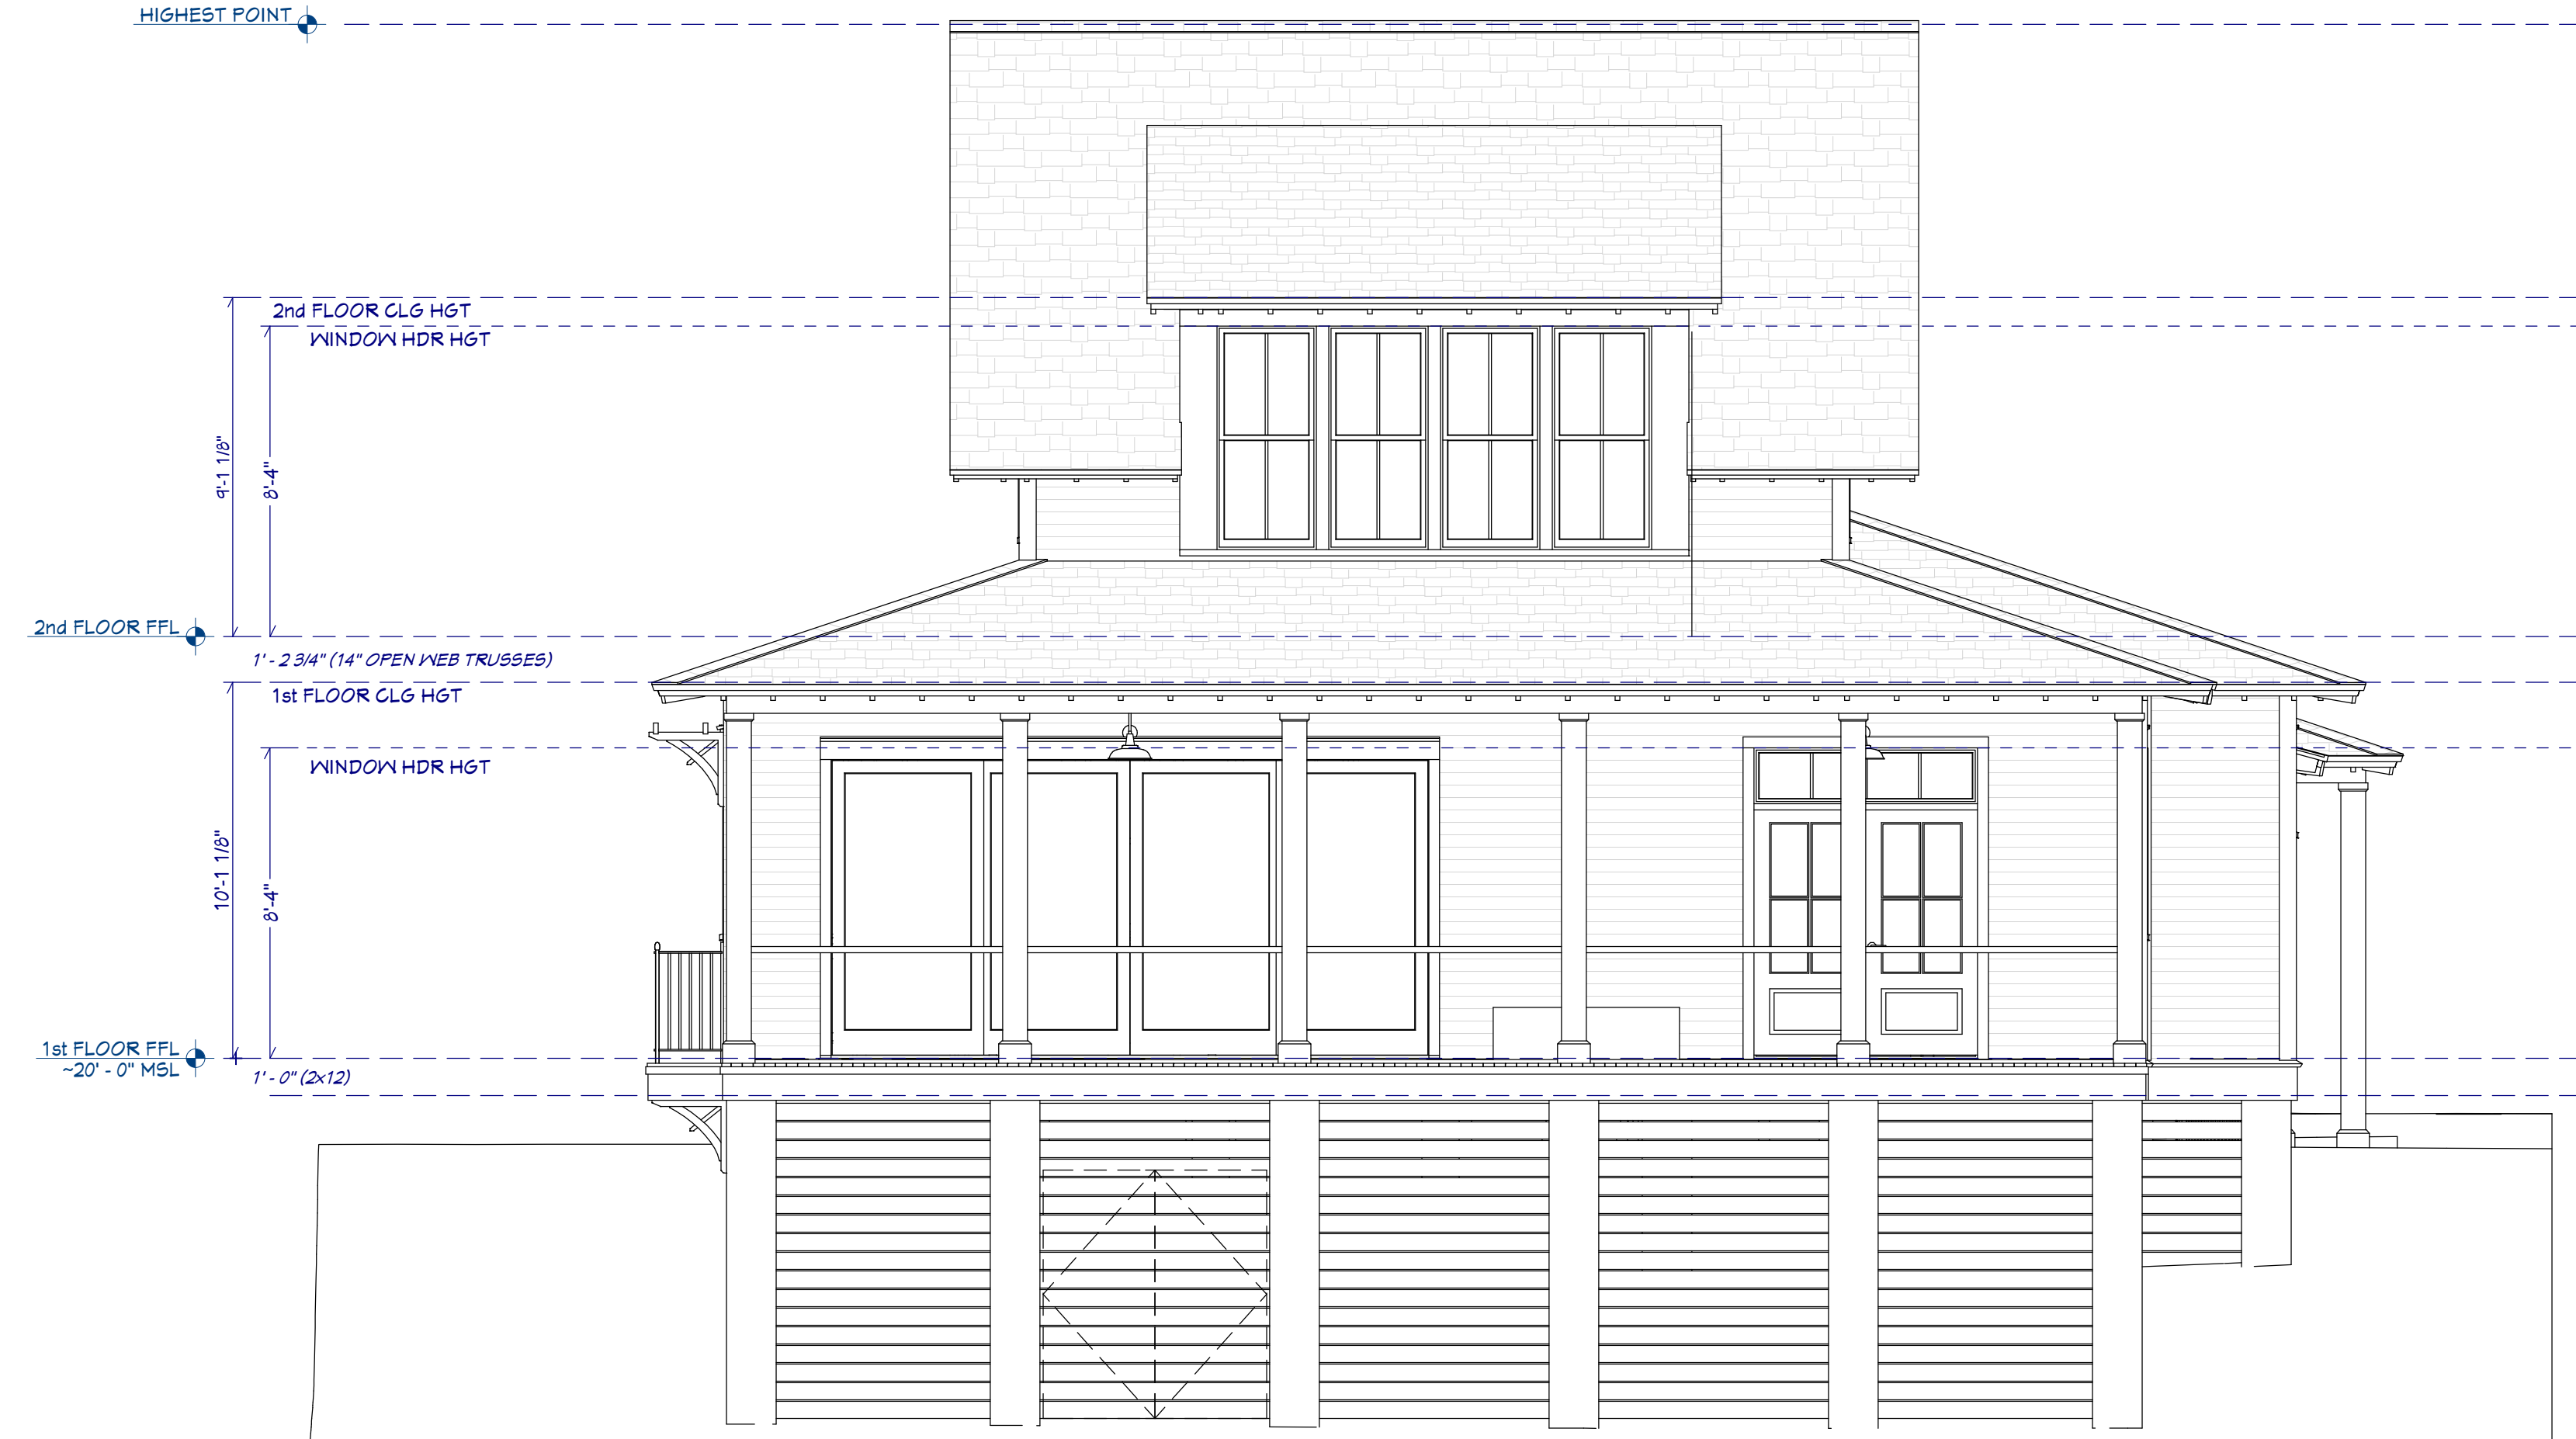 HIGHEST POINT
2nd FLOOR CLG HGT
WINDOW HDR HGT
9'-1 1/8"
8'-4"
2nd FLOOR FFL
1' - 2 3/4" (14" OPEN WEB TRUSSES)
1st FLOOR CLG HGT
WINDOW HDR HGT
10'-1 1/8"
8'-4"
1st FLOOR FFL
~20' - 0" MSL
1' - 0" (2x12)